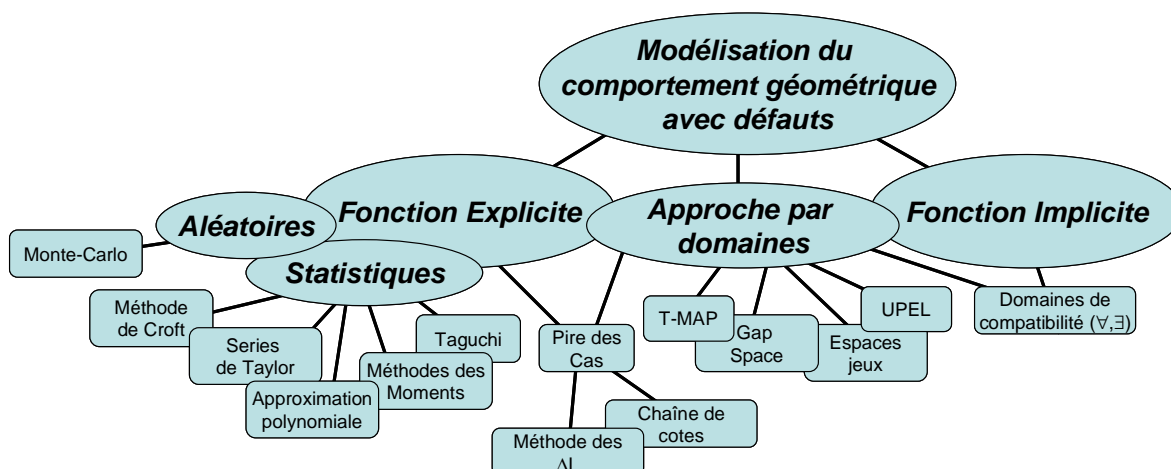 Modélisation du
comportement géométrique
avec défauts
Fonction Explicite
Approche par
domaines
Fonction Implicite
Aléatoires
Statistiques
Monte-Carlo
Méthode
de Croft
Series
de Taylor
Approximation
polynomiale
Méthodes des
Moments
Taguchi
Pire des
Cas
Méthode des
Chaîne de
cotes
T-MAP
Gap
Space
Espaces
jeux
UPEL
Domaines de
compatibilité (∀,∃)